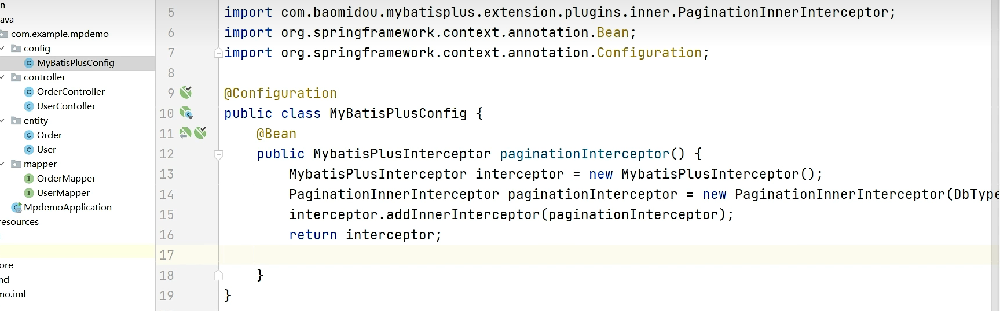 n
ava
com.example.mpdemo
config
MyBatisPlusConfig
controller
OrderController
UserContoller
entity
Order
User
mapper
OrderMapper
UserMapper
MpdemoApplication
resources
t
ore
nd
mo.iml
5 import com.baomidou.mybatisplus.extension.plugins.inner.PaginationInnerInterceptor;
6 import org.springframework.context.annotation.Bean;
7 import org.springframework.context.annotation.Configuration;
8
9 @Configuration
10 public class MyBatisPlusConfig {
11 @Bean
12 public MybatisPlusInterceptor paginationInterceptor() {
13 MybatisPlusInterceptor interceptor = new MybatisPlusInterceptor();
14 PaginationInnerInterceptor paginationInterceptor = new PaginationInnerInterceptor(DbType
15 interceptor.addInnerInterceptor(paginationInterceptor);
16 return interceptor;
17
18 }
19 }